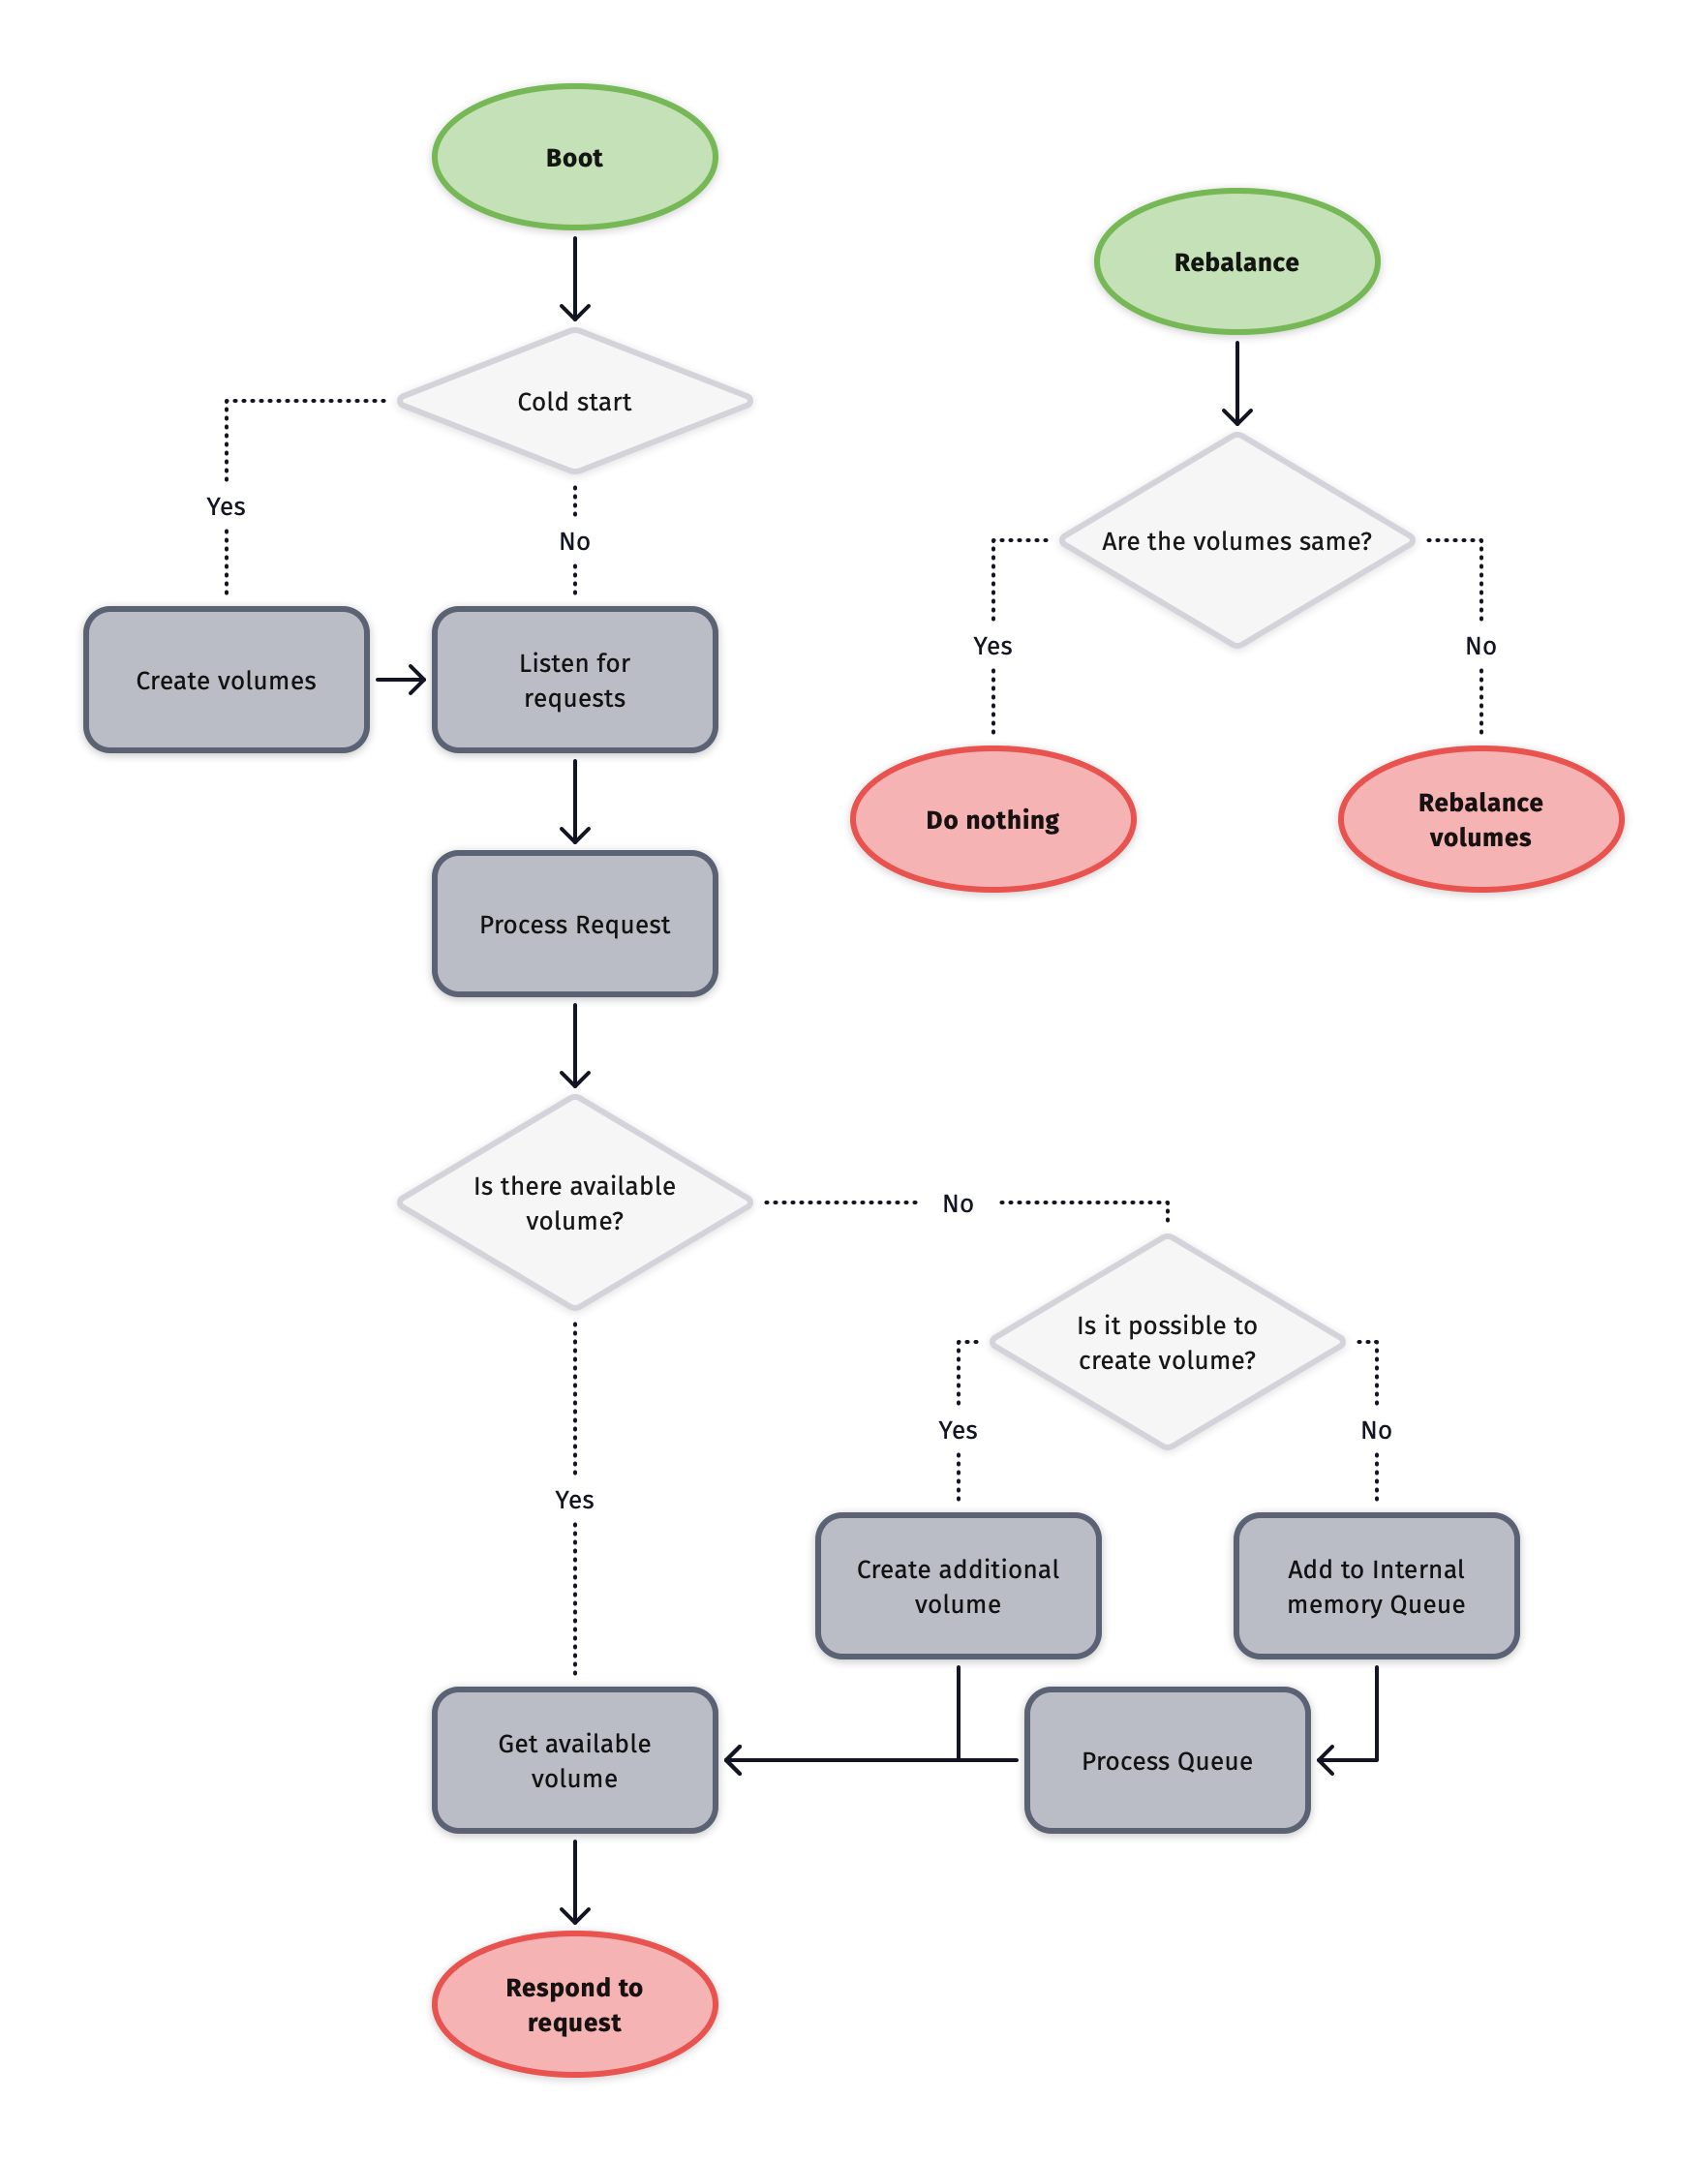 Boot
Rebalance
Cold start
Yes
No
Are the volumes same?
Yes
No
Create volumes
Listen for
requests
Do nothing
Rebalance
volumes
Process Request
Is there available
volume?
No
Is it possible to
create volume?
Yes
No
Yes
Create additional
volume
Add to Internal
memory Queue
Get available
volume
Process Queue
Respond to
request